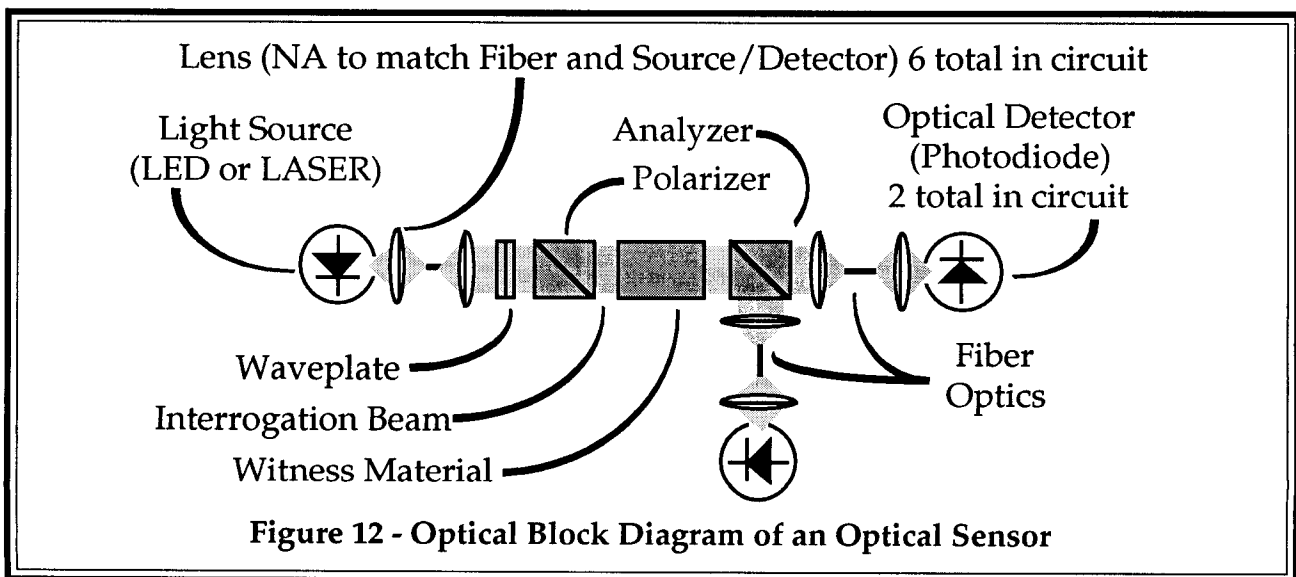 Lens (NA to match Fiber and Source/Detector) 6 total in circuit
Light Source
(LED or LASER)
Analyzer
Polarizer
Optical Detector
(Photodiode)
2 total in circuit
Waveplate
Interrogation Beam
Witness Material
Fiber
Optics
Figure 12 - Optical Block Diagram of an Optical Sensor